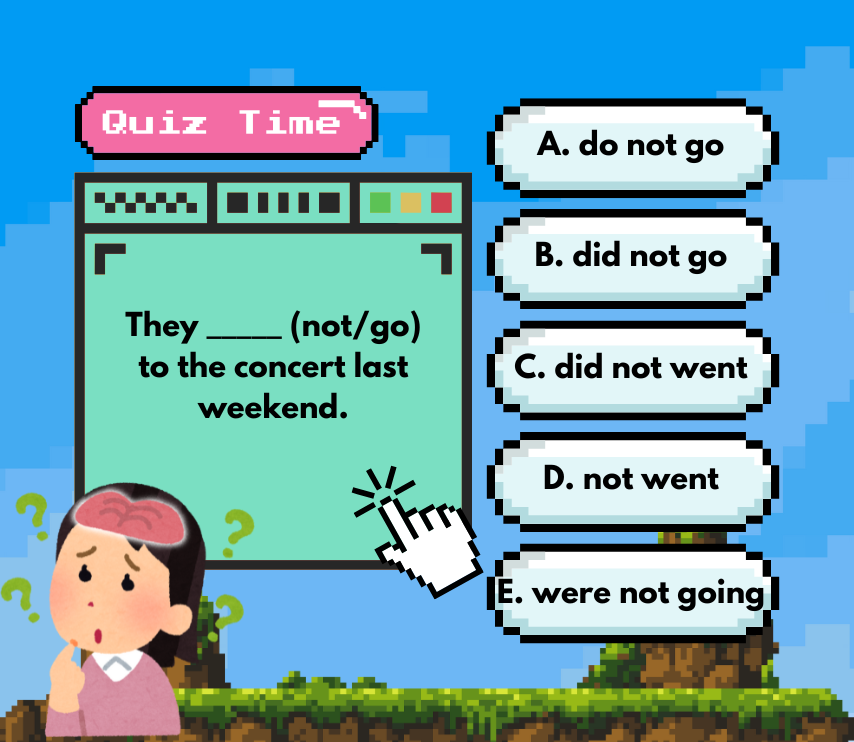 Quiz Time
They _____ (not/go)
to the concert last
weekend.
A. do not go
B. did not go
C. did not went
D. not went
E. were not going
? ? ? ?